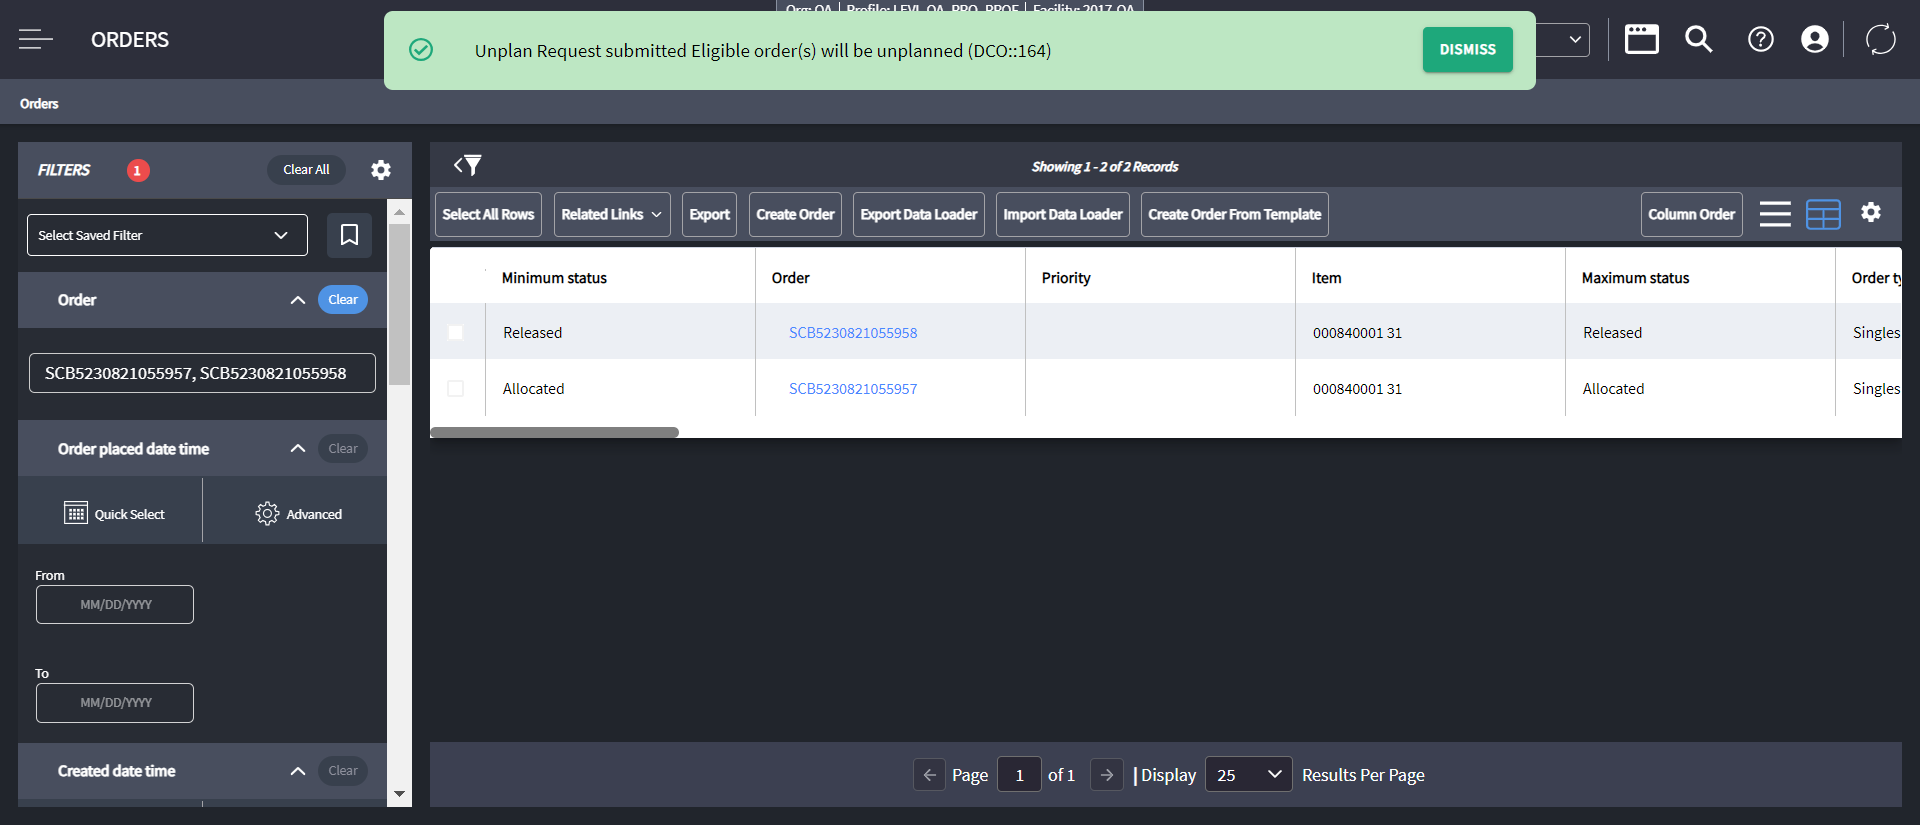 Org: QA | Profile: LEVI_QA_PRO_PROF | Facility: 2017-QA
ORDERS
Unplan Request submitted Eligible order(s) will be unplanned (DCO::164)
DISMISS
Orders
FILTERS
1
Clear All
Showing 1 - 2 of 2 Records
Select Saved Filter
Select All Rows
Related Links
Export
Create Order
Export Data Loader
Import Data Loader
Create Order From Template
Column Order
Order
Clear
SCB5230821055957, SCB5230821055958
Minimum status
Order
Priority
Item
Maximum status
Order ty
Released
SCB5230821055958
000840001 31
Released
Singles
Allocated
SCB5230821055957
000840001 31
Allocated
Singles
Order placed date time
Clear
Quick Select
Advanced
From
MM/DD/YYYY
To
MM/DD/YYYY
Created date time
Clear
Page 1 of 1 | Display 25 Results Per Page